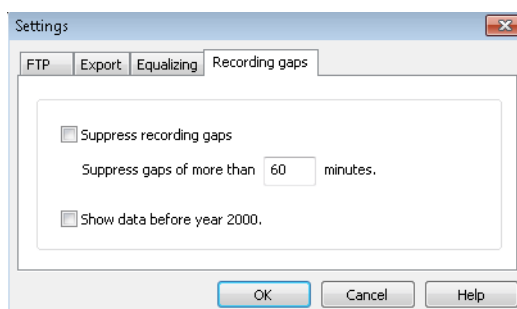 Settings
FTP Export Equalizing Recording gaps
Suppress recording gaps
Suppress gaps of more than 60 minutes.
Show data before year 2000.
OK Cancel Help